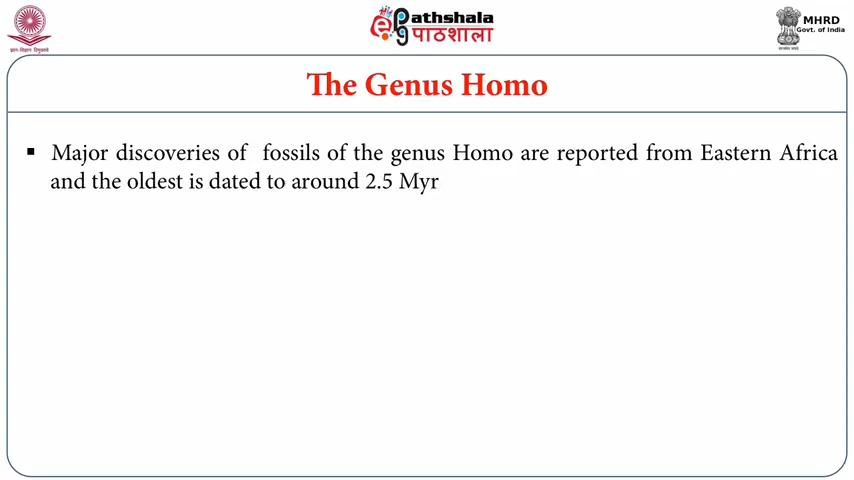 ePathshala
पाठशाला
MHRD
Govt. of India
The Genus Homo
▪ Major discoveries of fossils of the genus Homo are reported from Eastern Africa
and the oldest is dated to around 2.5 Myr